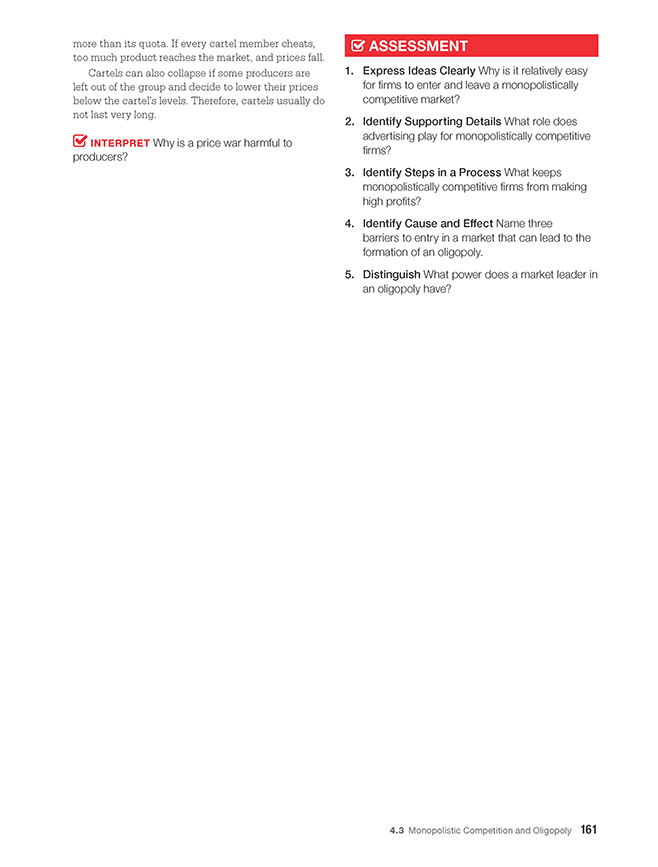 more than its quota. If every cartel member cheats,
too much product reaches the market, and prices fall.
Cartels can also collapse if some producers are
left out of the group and decide to lower their prices
below the cartel's levels. Therefore, cartels usually do
not last very long.
INTERPRET Why is a price war harmful to
producers?
ASSESSMENT
1. Express Ideas Clearly Why is it relatively easy
for firms to enter and leave a monopolistically
competitive market?
2. Identify Supporting Details What role does
advertising play for monopolistically competitive
firms?
3. Identify Steps in a Process What keeps
monopolistically competitive firms from making
high profits?
4. Identify Cause and Effect Name three
barriers to entry in a market that can lead to the
formation of an oligopoly.
5. Distinguish What power does a market leader in
an oligopoly have?
4.3 Monopolistic Competition and Oligopoly 161